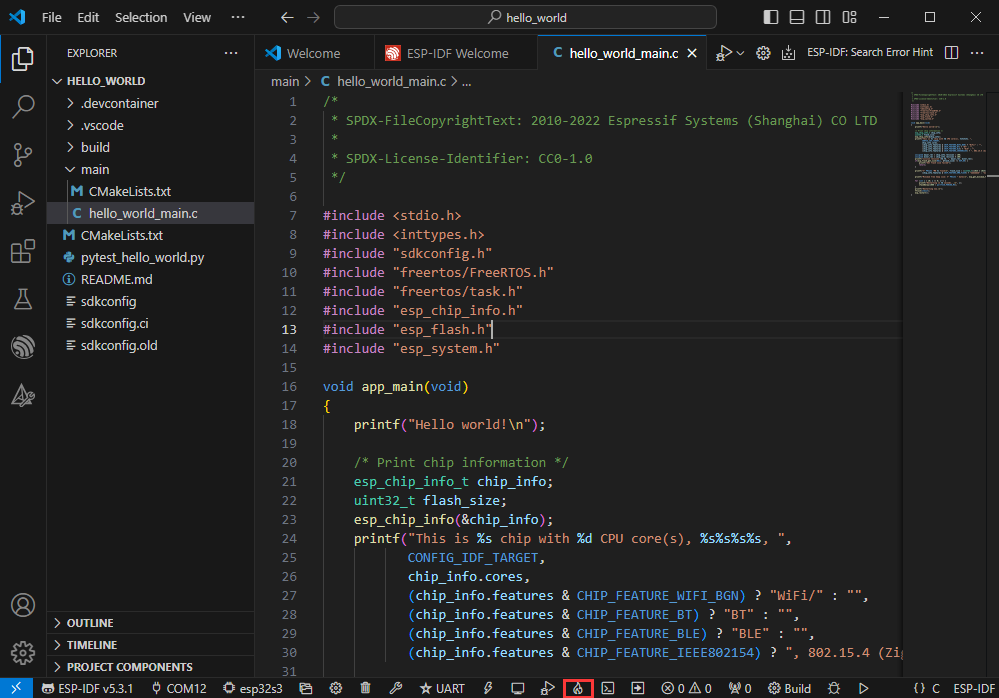 File Edit Selection View ··· hello_world
EXPLORER ···
HELLO_WORLD
.devcontainer
.vscode
build
main
M CMakeLists.txt
C hello_world_main.c
M CMakeLists.txt
pytest_hello_world.py
README.md
sdkconfig
sdkconfig.ci
sdkconfig.old
OUTLINE
TIMELINE
PROJECT COMPONENTS
Welcome ESP-IDF Welcome C hello_world_main.c ESP-IDF: Search Error Hint ···
main > C hello_world_main.c > ...
1 /*
2 * SPDX-FileCopyrightText: 2010-2022 Espressif Systems (Shanghai) CO LTD
3 *
4 * SPDX-License-Identifier: CC0-1.0
5 */
6
7 #include <stdio.h>
8 #include <inttypes.h>
9 #include "sdkconfig.h"
10 #include "freertos/FreeRTOS.h"
11 #include "freertos/task.h"
12 #include "esp_chip_info.h"
13 #include "esp_flash.h"
14 #include "esp_system.h"
15
16 void app_main(void)
17 {
18 printf("Hello world!\n");
19
20 /* Print chip information */
21 esp_chip_info_t chip_info;
22 uint32_t flash_size;
23 esp_chip_info(&chip_info);
24 printf("This is %s chip with %d CPU core(s), %s%s%s%s, ",
25 CONFIG_IDF_TARGET,
26 chip_info.cores,
27 (chip_info.features & CHIP_FEATURE_WIFI_BGN) ? "WiFi/" : "",
28 (chip_info.features & CHIP_FEATURE_BT) ? "BT" : "",
29 (chip_info.features & CHIP_FEATURE_BLE) ? "BLE" : "",
30 (chip_info.features & CHIP_FEATURE_IEEE802154) ? ", 802.15.4 (Zig
31
ESP-IDF v5.3.1 COM12 esp32s3 UART 0 0 0 Build {} C ESP-IDF